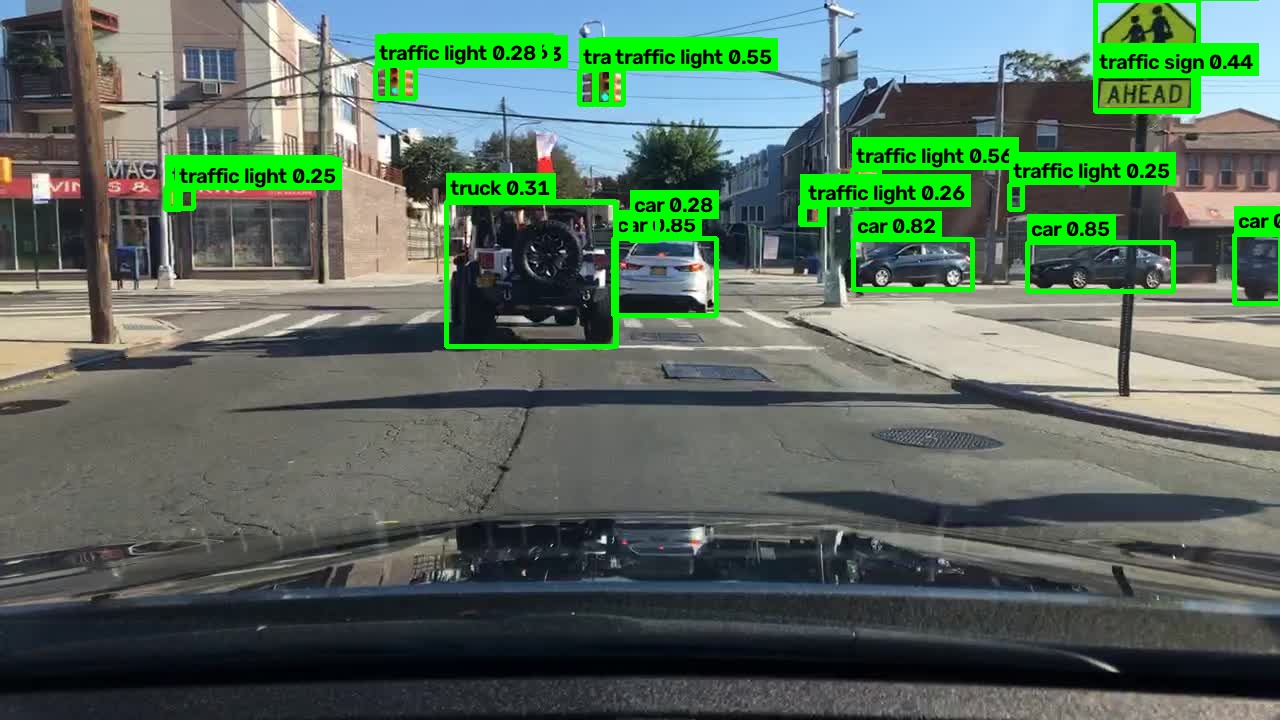 traffic light 0.28
traffic light 0.55
traffic sign 0.44
AHEAD
traffic light 0.56
traffic light 0.25
MAG
traffic light 0.25
truck 0.31
traffic light 0.26
VINGS &
car 0.28
car 0.85
car 0.82
car 0.85
car